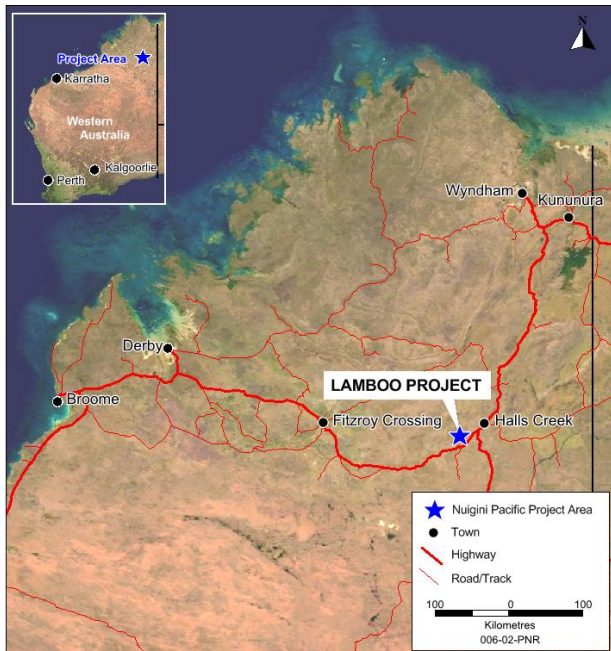 Project Area
Karratha
Western
Australia
Kalgoorlie
Perth
N
Wyndham
Kununura
Derby
LAMBOO PROJECT
Broome
Fitzroy Crossing
Halls Creek
Nuigini Pacific Project Area
Town
Highway
Road/Track
100 0 100
Kilometres
006-02-PNR